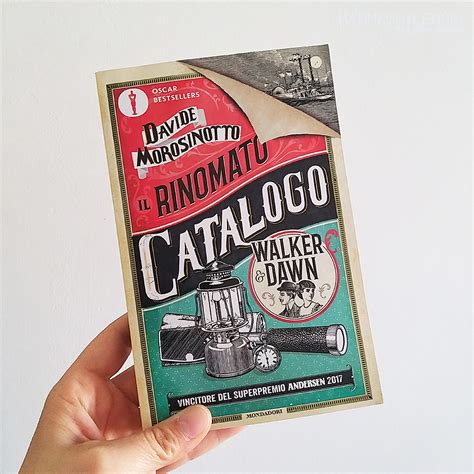 OSCAR
BESTSELLERS
DAVIDE
MOROSINOTTO
IL RINOMATO
CATALOGO
WALKER
& DAWN
VINCITORE DEL SUPERPREMIO ANDERSEN 2017
MONDADORI